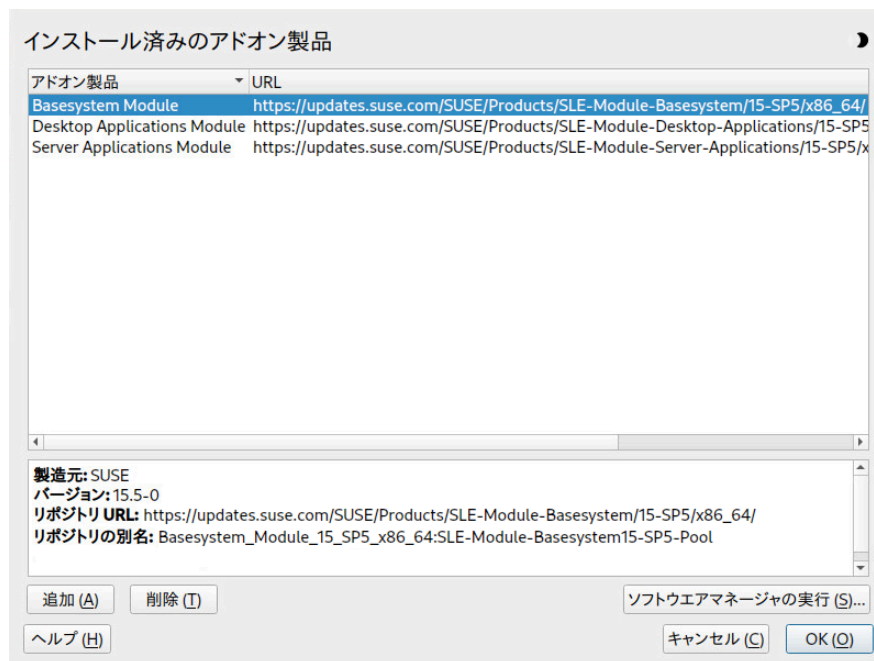 インストール済みのアドオン製品
アドオン製品 URL
Basesystem Module https://updates.suse.com/SUSE/Products/SLE-Module-Basesystem/15-SP5/x86_64/
Desktop Applications Module https://updates.suse.com/SUSE/Products/SLE-Module-Desktop-Applications/15-SP5
Server Applications Module https://updates.suse.com/SUSE/Products/SLE-Module-Server-Applications/15-SP5/x
製造元: SUSE
バージョン: 15.5-0
リポジトリ URL: https://updates.suse.com/SUSE/Products/SLE-Module-Basesystem/15-SP5/x86_64/
リポジトリの別名: Basesystem_Module_15_SP5_x86_64:SLE-Module-Basesystem15-SP5-Pool
追加 (A) 削除 (T) ソフトウエアマネージャの実行 (S)...
ヘルプ (H) キャンセル (C) OK (O)